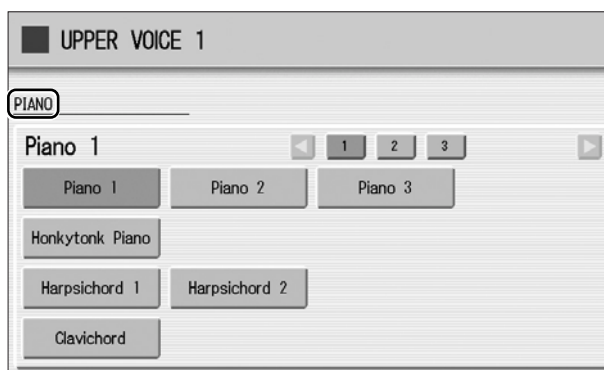 UPPER VOICE 1
PIANO
Piano 1 1 2 3
Piano 1 Piano 2 Piano 3
Honkytonk Piano
Harpsichord 1 Harpsichord 2
Clavichord